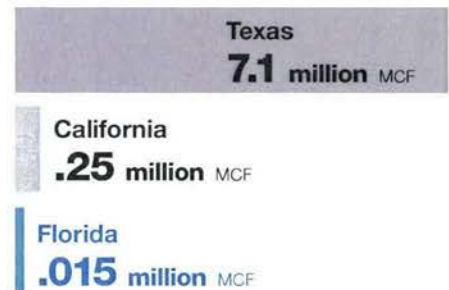 Texas
7.1 million MCF
California
.25 million MCF
Florida
.015 million MCF